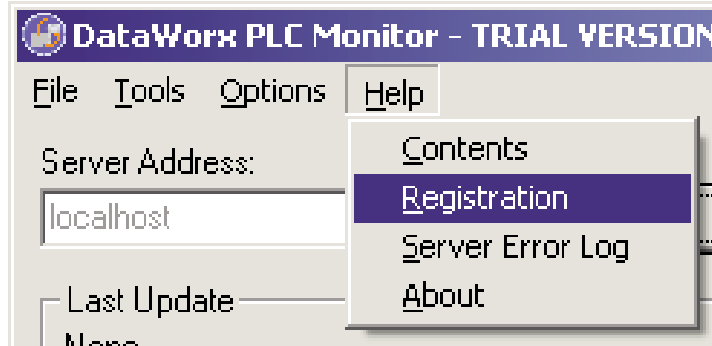 DataWorx PLC Monitor - TRIAL VERSION
File Tools Options Help
Contents
Server Address:
Registration
localhost
Server Error Log
Last Update
About
None